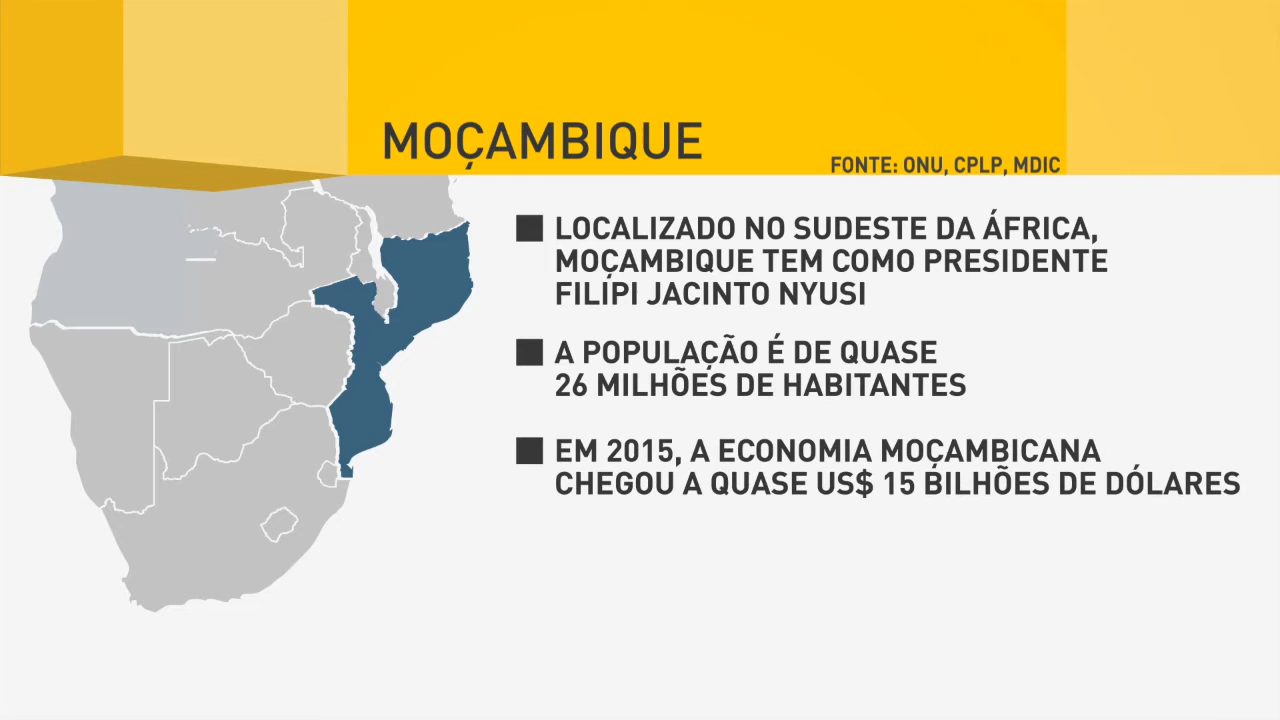 MOÇAMBIQUE
FONTE: ONU, CPLP, MDIC
LOCALIZADO NO SUDESTE DA ÁFRICA,
MOÇAMBIQUE TEM COMO PRESIDENTE
FILIPI JACINTO NYUSI
A POPULAÇÃO É DE QUASE
26 MILHÕES DE HABITANTES
EM 2015, A ECONOMIA MOÇAMBICANA
CHEGOU A QUASE US$ 15 BILHÕES DE DÓLARES